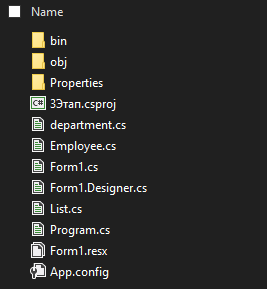 Name
bin
obj
Properties
C#
3Этап.csproj
department.cs
Employee.cs
Form1.cs
Form1.Designer.cs
List.cs
Program.cs
Form1.resx
App.config